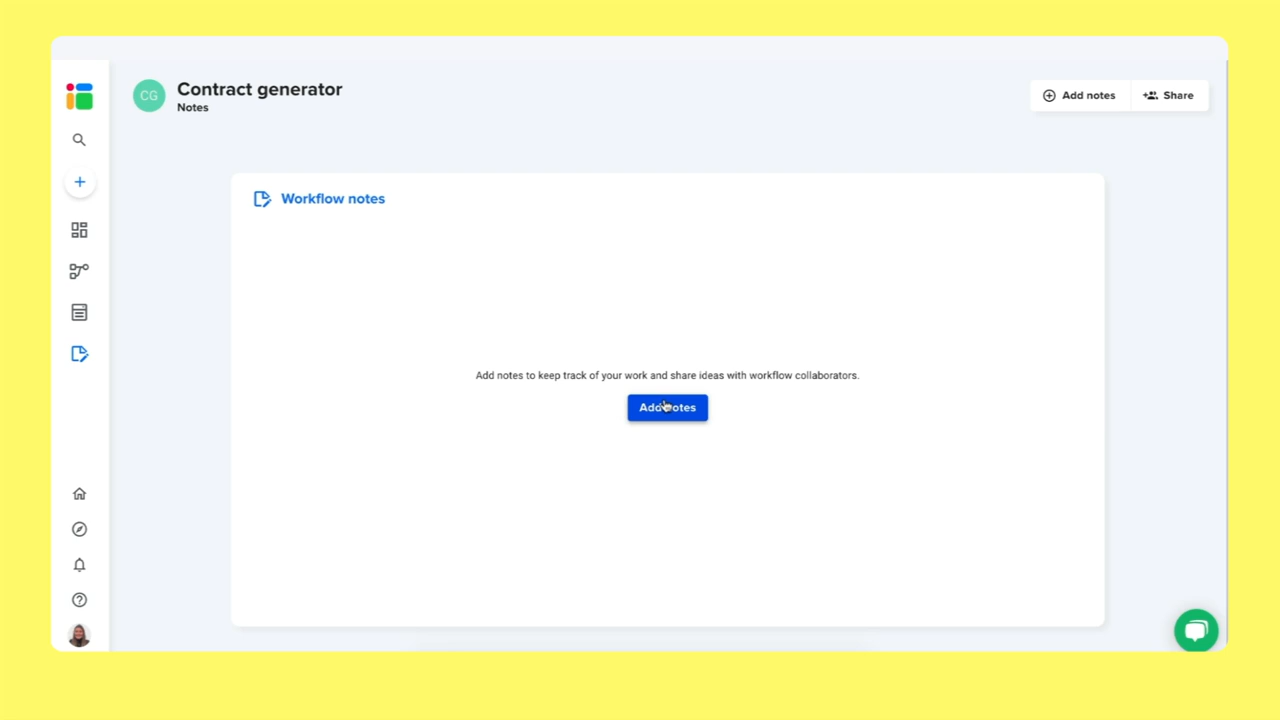 CG
Contract generator
Notes
Add notes
Share
Workflow notes
Add notes to keep track of your work and share ideas with workflow collaborators.
Add notes